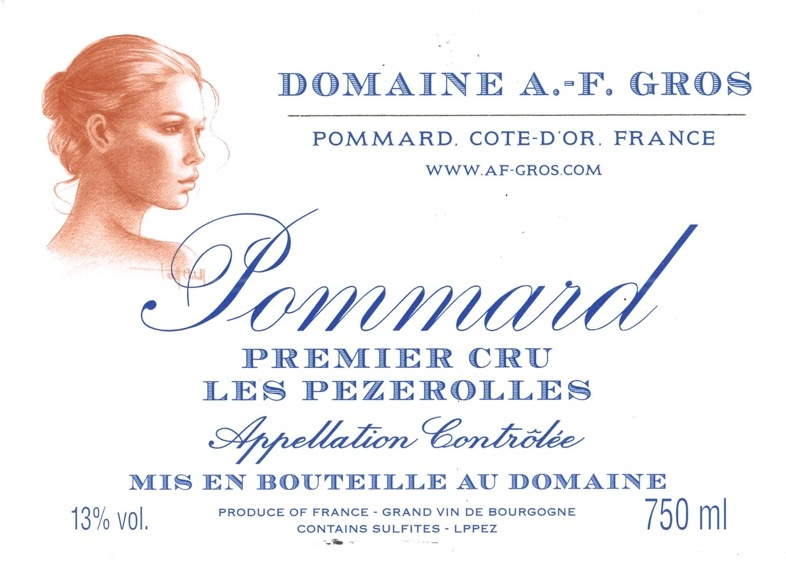 DOMAINE A.-F. GROS
POMMARD, COTE-D'OR, FRANCE
WWW.AF-GROS.COM
Pommard
PREMIER CRU
LES PEZEROLLES
Appellation Contrôlée
MIS EN BOUTEILLE AU DOMAINE
13% vol.
PRODUCE OF FRANCE - GRAND VIN DE BOURGOGNE
CONTAINS SULFITES - LPPEZ
750 ml